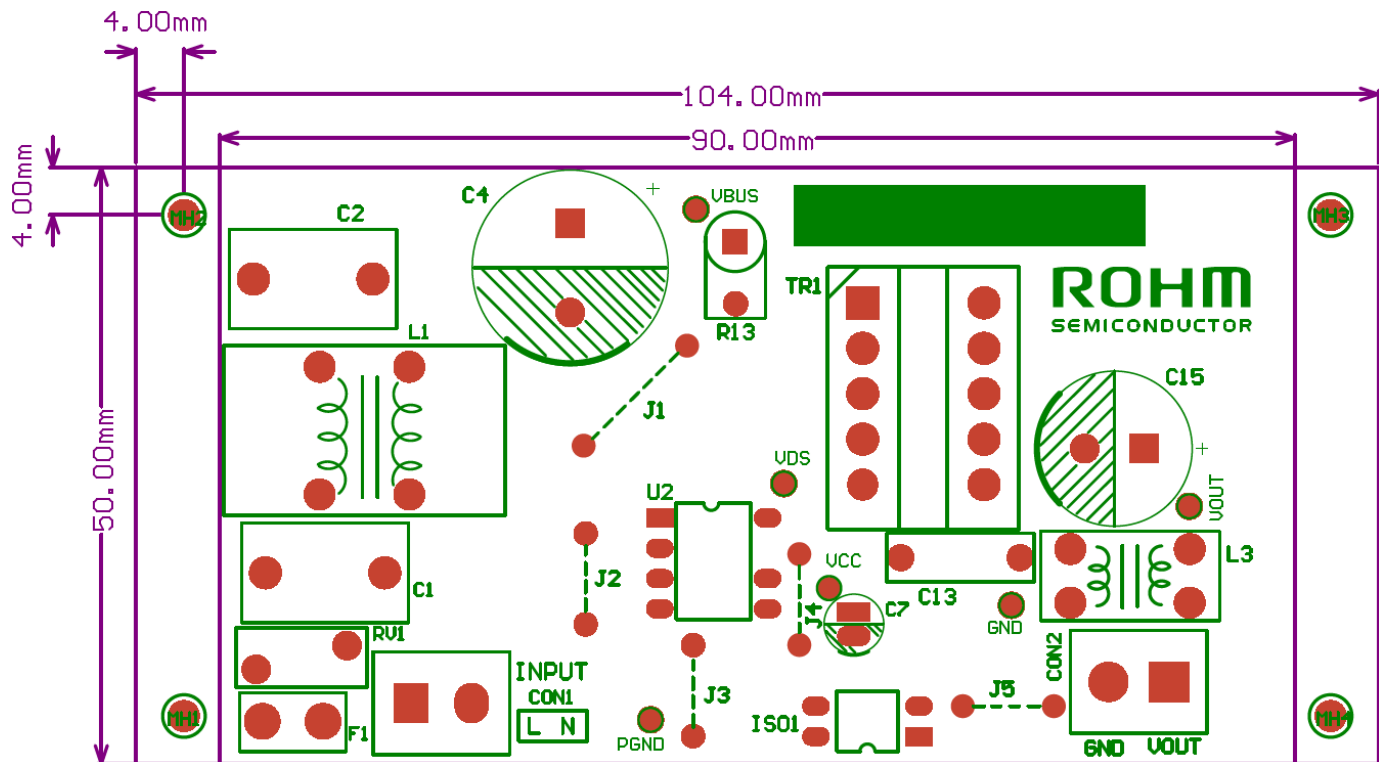 4.00mm
104.00mm
90.00mm
4.00mm
50.00mm
MH2
C2
C4
+
VBUS
MH3
TR1
ROHM
SEMICONDUCTOR
R13
L1
C15
+
J1
VDS
U2
VOUT
J2
VCC
C13
L3
C1
J4
C7
GND
RV1
CON2
INPUT
CON1
L N
J3
J5
MH1
F1
PGND
ISO1
GND VOUT
MH4